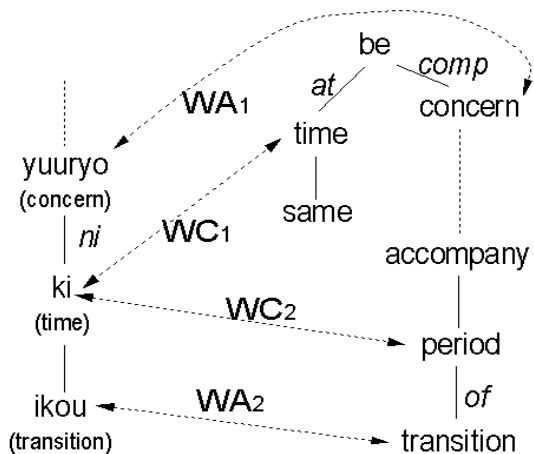 be
at
comp
WA1
concern
time
yuuryo
(concern)
same
ni
WC1
accompany
ki
(time)
WC2
period
ikou
(transition)
WA2
of
transition